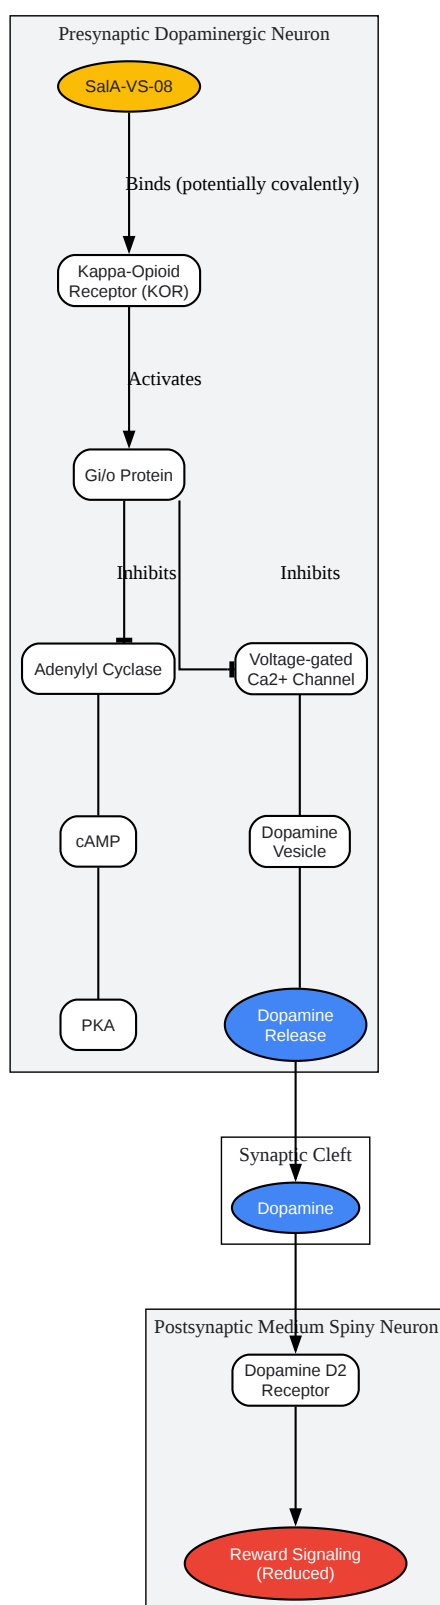 Presynaptic Dopaminergic Neuron
SalA-VS-08
Binds (potentially covalently)
Kappa-Opioid
Receptor (KOR)
Activates
Gi/o Protein
Inhibits
Inhibits
Adenylyl Cyclase
Voltage-gated
Ca2+ Channel
cAMP
Dopamine
Vesicle
PKA
Dopamine
Release
Synaptic Cleft
Dopamine
Postsynaptic Medium Spiny Neuron
Dopamine D2
Receptor
Reward Signaling
(Reduced)